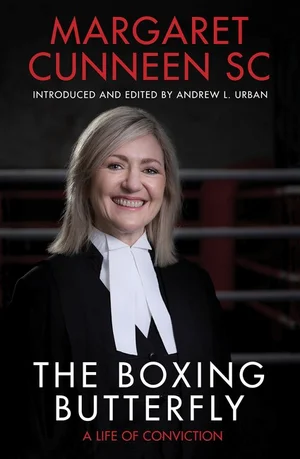 MARGARET
CUNNEEN SC
INTRODUCED AND EDITED BY ANDREW L. URBAN
THE BOXING
BUTTERFLY
A LIFE OF CONVICTION